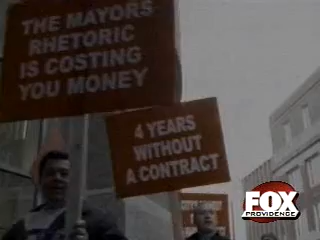 THE MAYORS
RHETORIC
IS COSTING
YOU MONEY
4 YEARS
WITHOUT
A CONTRACT
FOX
PROVIDENCE